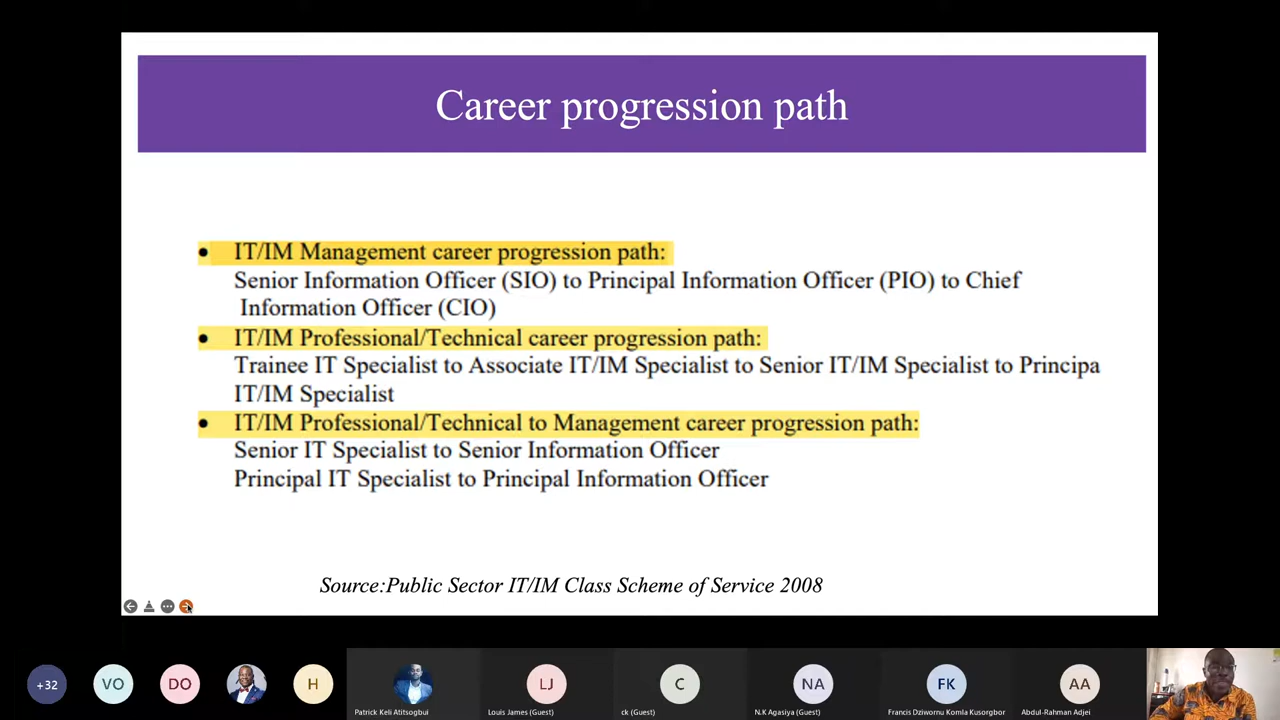 Career progression path
• IT/IM Management career progression path:
Senior Information Officer (SIO) to Principal Information Officer (PIO) to Chief
Information Officer (CIO)
• IT/IM Professional/Technical career progression path:
Trainee IT Specialist to Associate IT/IM Specialist to Senior IT/IM Specialist to Principa
IT/IM Specialist
• IT/IM Professional/Technical to Management career progression path:
Senior IT Specialist to Senior Information Officer
Principal IT Specialist to Principal Information Officer
Source:Public Sector IT/IM Class Scheme of Service 2008
+32
VO
DO
H
LJ
C
NA
FK
AA
Patrick Keli Atitsogbui
Louis James (Guest)
ck (Guest)
N.K Agasiya (Guest)
Francis Dziwornu Komla Kusorgbor
Abdul-Rahman Adjei